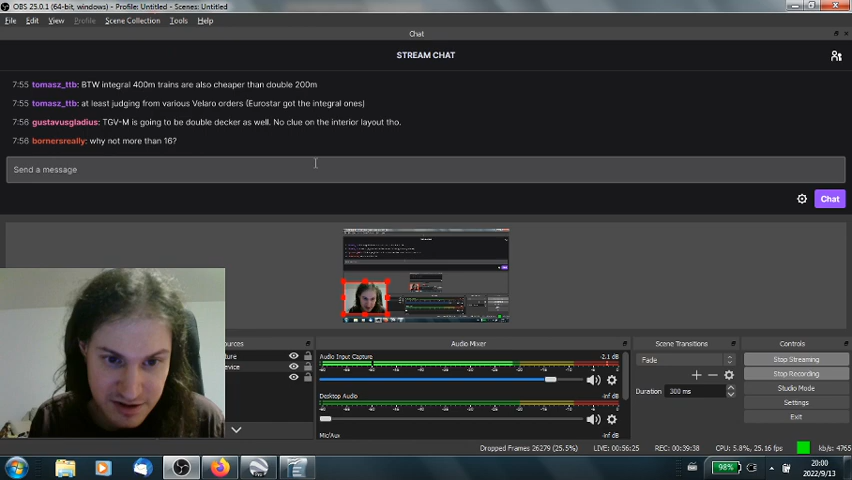 OBS 25.0.1 (64-bit, windows) - Profile: Untitled - Scenes: Untitled
File Edit View Profile Scene Collection Tools Help
Chat
STREAM CHAT
7:55 tomasz_ttb: BTW integral 400m trains are also cheaper than double 200m
7:55 tomasz_ttb: at least judging from various Velaro orders (Eurostar got the integral ones)
7:56 gustavusgladius: TGV-M is going to be double decker as well. No clue on the interior layout tho.
7:56 bornersreally: why not more than 16?
Send a message
Chat
ources Audio Mixer Scene Transitions Controls
ture Audio Input Capture -2.1 dB Fade Stop Streaming
evice Stop Recording
Duration 300 ms Studio Mode
Desktop Audio -inf dB Settings
Exit
Mic/Aux -inf dB
Dropped Frames 26279 (25.5%) LIVE: 00:56:25 REC: 00:39:38 CPU: 5.8%, 25.16 fps kb/s: 4765
98% 20:00
2022/9/13